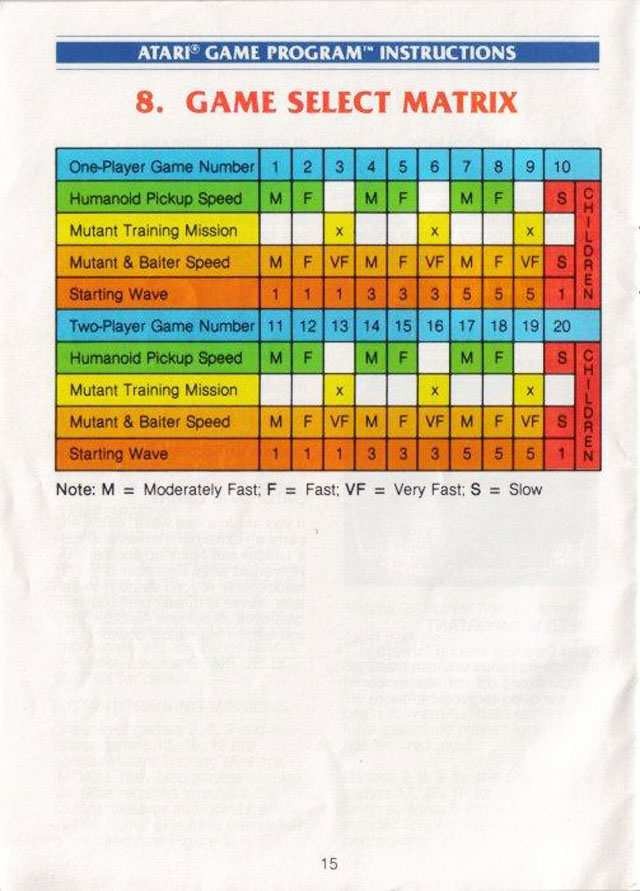 ATARI® GAME PROGRAM™ INSTRUCTIONS
8. GAME SELECT MATRIX
One-Player Game Number 1 2 3 4 5 6 7 8 9 10
Humanoid Pickup Speed M F M F M F S
Mutant Training Mission x x x
Mutant & Baiter Speed M F VF M F VF M F VF S
Starting Wave 1 1 1 3 3 3 5 5 5 1
CHILDREN
Two-Player Game Number 11 12 13 14 15 16 17 18 19 20
Humanoid Pickup Speed M F M F M F S
Mutant Training Mission x x x
Mutant & Baiter Speed M F VF M F VF M F VF S
Starting Wave 1 1 1 3 3 3 5 5 5 1
CHILDREN
Note: M = Moderately Fast; F = Fast; VF = Very Fast; S = Slow
15